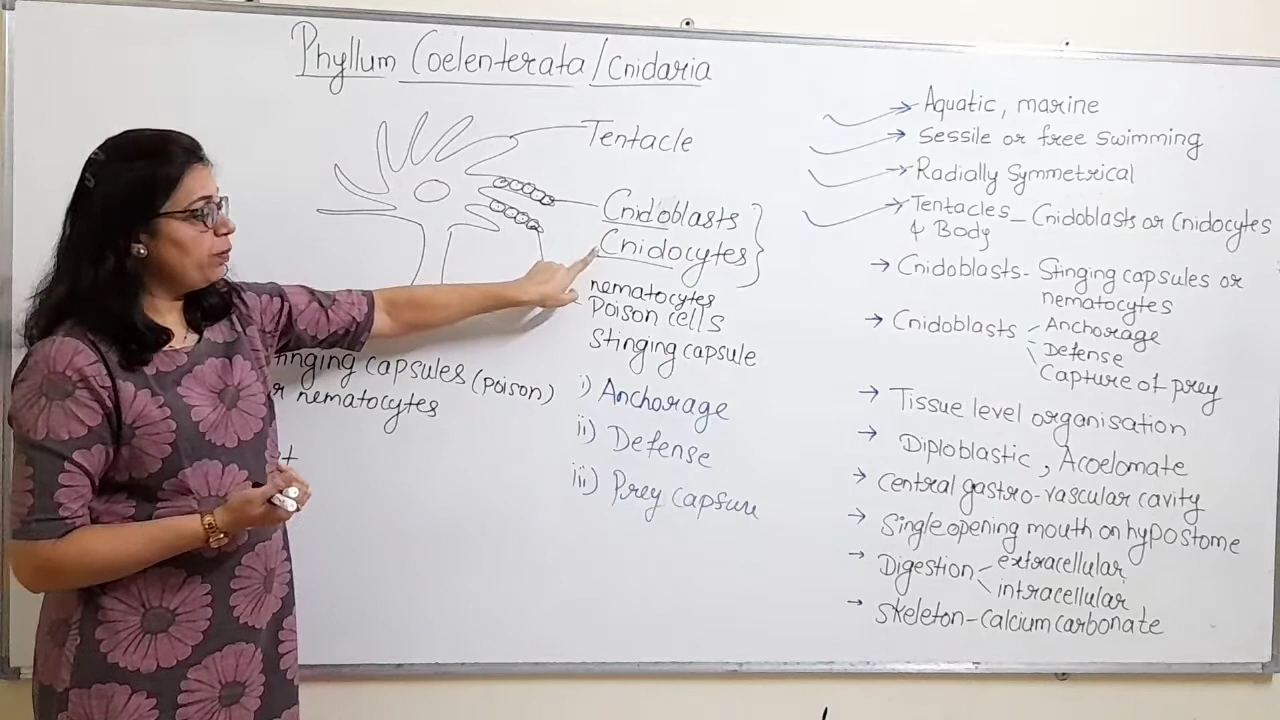 Phyllum Coelenterata/Cnidaria
Tentacle
Cnidoblasts
Cnidocytes
nematocytes
Poison cells
Stinging capsule
i) Anchorage
ii) Defense
iii) Prey capsure
capsules (poison)
nematocytes
→ Aquatic, marine
→ Sessile or free swimming
→ Radially Symmetrical
→ Tentacles – Cnidoblasts or Cnidocytes
& Body
→ Cnidoblasts – Stinging capsules or
nematocytes
→ Cnidoblasts – Anchorage
Defense
Capture of prey
→ Tissue level organisation
→ Diploblastic, Acoelomate
→ Central gastro-vascular cavity
→ Single opening mouth on hypostome
→ Digestion – extracellular
intracellular
→ Skeleton – Calcium carbonate